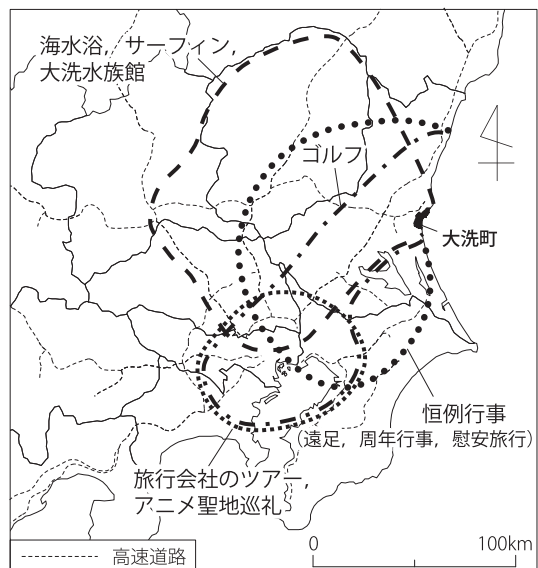 海水浴，サーフィン，
大洗水族館
ゴルフ
大洗町
恒例行事
（遠足，周年行事，慰安旅行）
旅行会社のツアー，
アニメ聖地巡礼
高速道路
0 100km